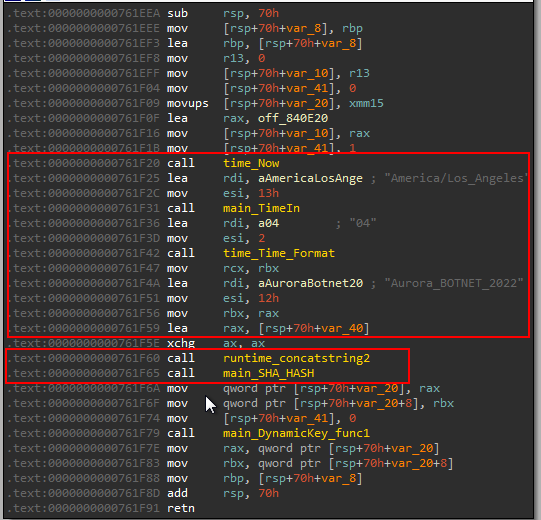 .text:0000000000761EEA sub rsp, 70h
.text:0000000000761EEE mov [rsp+70h+var_8], rbp
.text:0000000000761EF3 lea rbp, [rsp+70h+var_8]
.text:0000000000761EF8 mov r13, 0
.text:0000000000761EFF mov [rsp+70h+var_10], r13
.text:0000000000761F04 mov [rsp+70h+var_41], 0
.text:0000000000761F09 movups [rsp+70h+var_20], xmm15
.text:0000000000761F0F lea rax, off_840E20
.text:0000000000761F16 mov [rsp+70h+var_10], rax
.text:0000000000761F1B mov [rsp+70h+var_41], 1
.text:0000000000761F20 call time_Now
.text:0000000000761F25 lea rdi, aAmericaLosAnge ; "America/Los_Angeles"
.text:0000000000761F2C mov esi, 13h
.text:0000000000761F31 call main_TimeIn
.text:0000000000761F36 lea rdi, a04 ; "04"
.text:0000000000761F3D mov esi, 2
.text:0000000000761F42 call time_Time_Format
.text:0000000000761F47 mov rcx, rbx
.text:0000000000761F4A lea rdi, aAuroraBotnet20 ; "Aurora_BOTNET_2022"
.text:0000000000761F51 mov esi, 12h
.text:0000000000761F56 mov rbx, rax
.text:0000000000761F59 lea rax, [rsp+70h+var_40]
.text:0000000000761F5E xchg ax, ax
.text:0000000000761F60 call runtime_concatstring2
.text:0000000000761F65 call main_SHA_HASH
.text:0000000000761F6A mov qword ptr [rsp+70h+var_20], rax
.text:0000000000761F6F mov qword ptr [rsp+70h+var_20+8], rbx
.text:0000000000761F74 mov [rsp+70h+var_41], 0
.text:0000000000761F79 call main_DynamicKey_func1
.text:0000000000761F7E mov rax, qword ptr [rsp+70h+var_20]
.text:0000000000761F83 mov rbx, qword ptr [rsp+70h+var_20+8]
.text:0000000000761F88 mov rbp, [rsp+70h+var_8]
.text:0000000000761F8D add rsp, 70h
.text:0000000000761F91 retn